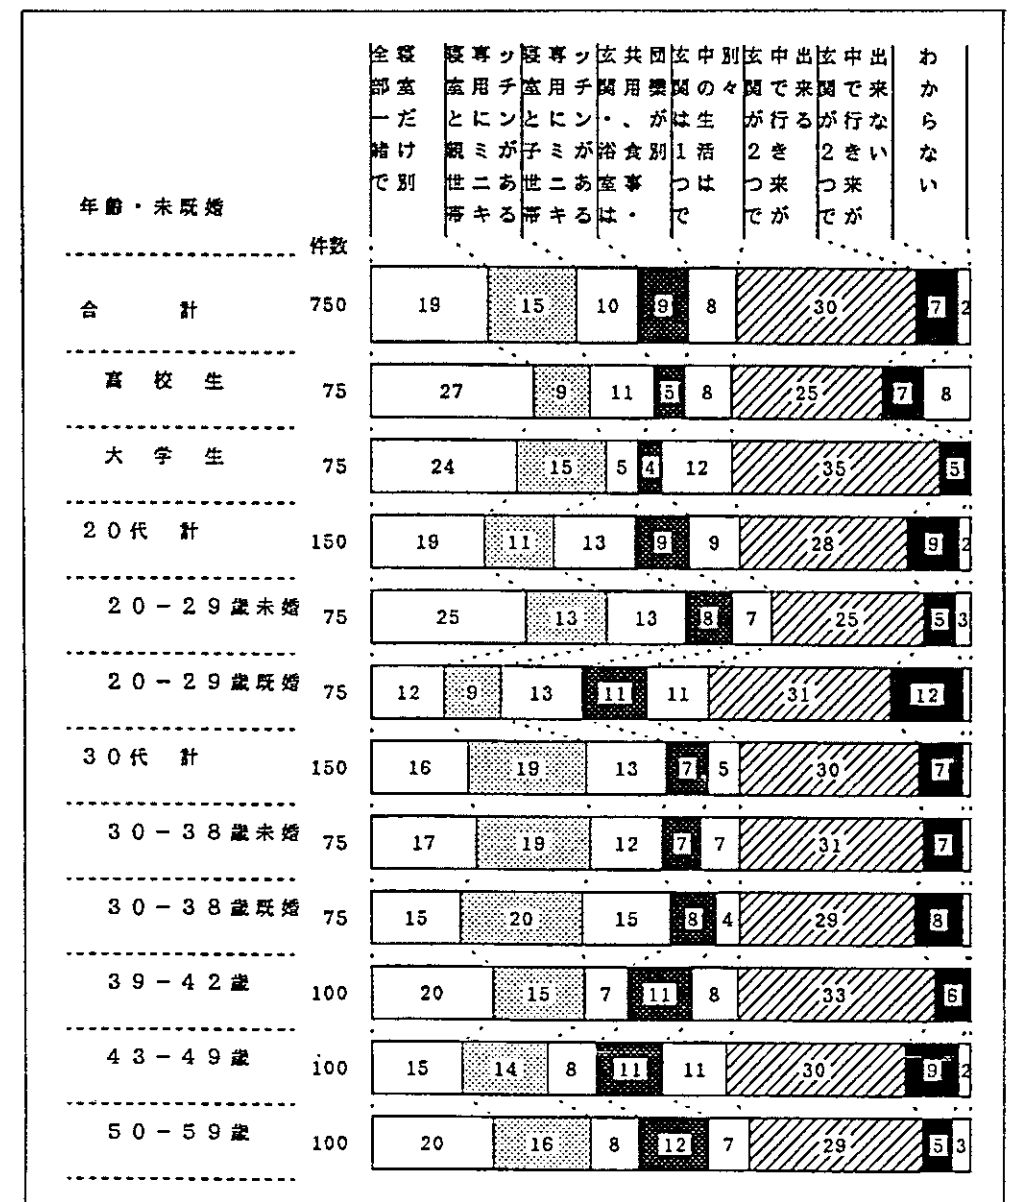 全部一緒で
寝室だけ別
寝室と親世帯
専用にミニキ
ッチンがある
寝室と子世帯
専用にミニキ
ッチンがある
玄関・浴室は
共用、食事・
団欒が別
玄関は1つで
中の生活は
別々
玄関が2つで
中で行き来が
出来る
玄関が2つで
中で行き来が
出来ない
わからない
年齢・未既婚
件数
合計 750 19 15 10 9 8 30 7 2
高校生 75 27 9 11 5 8 25 7 8
大学生 75 24 15 5 4 12 35 5
20代 計 150 19 11 13 9 9 28 9 2
20-29歳未婚 75 25 13 13 8 7 25 5 3
20-29歳既婚 75 12 9 13 11 11 31 12
30代 計 150 16 19 13 7 5 30 7
30-38歳未婚 75 17 19 12 7 7 31 7
30-38歳既婚 75 15 20 15 8 4 29 8
39-42歳 100 20 15 7 11 8 33 6
43-49歳 100 15 14 8 11 11 30 9 2
50-59歳 100 20 16 8 12 7 29 5 3